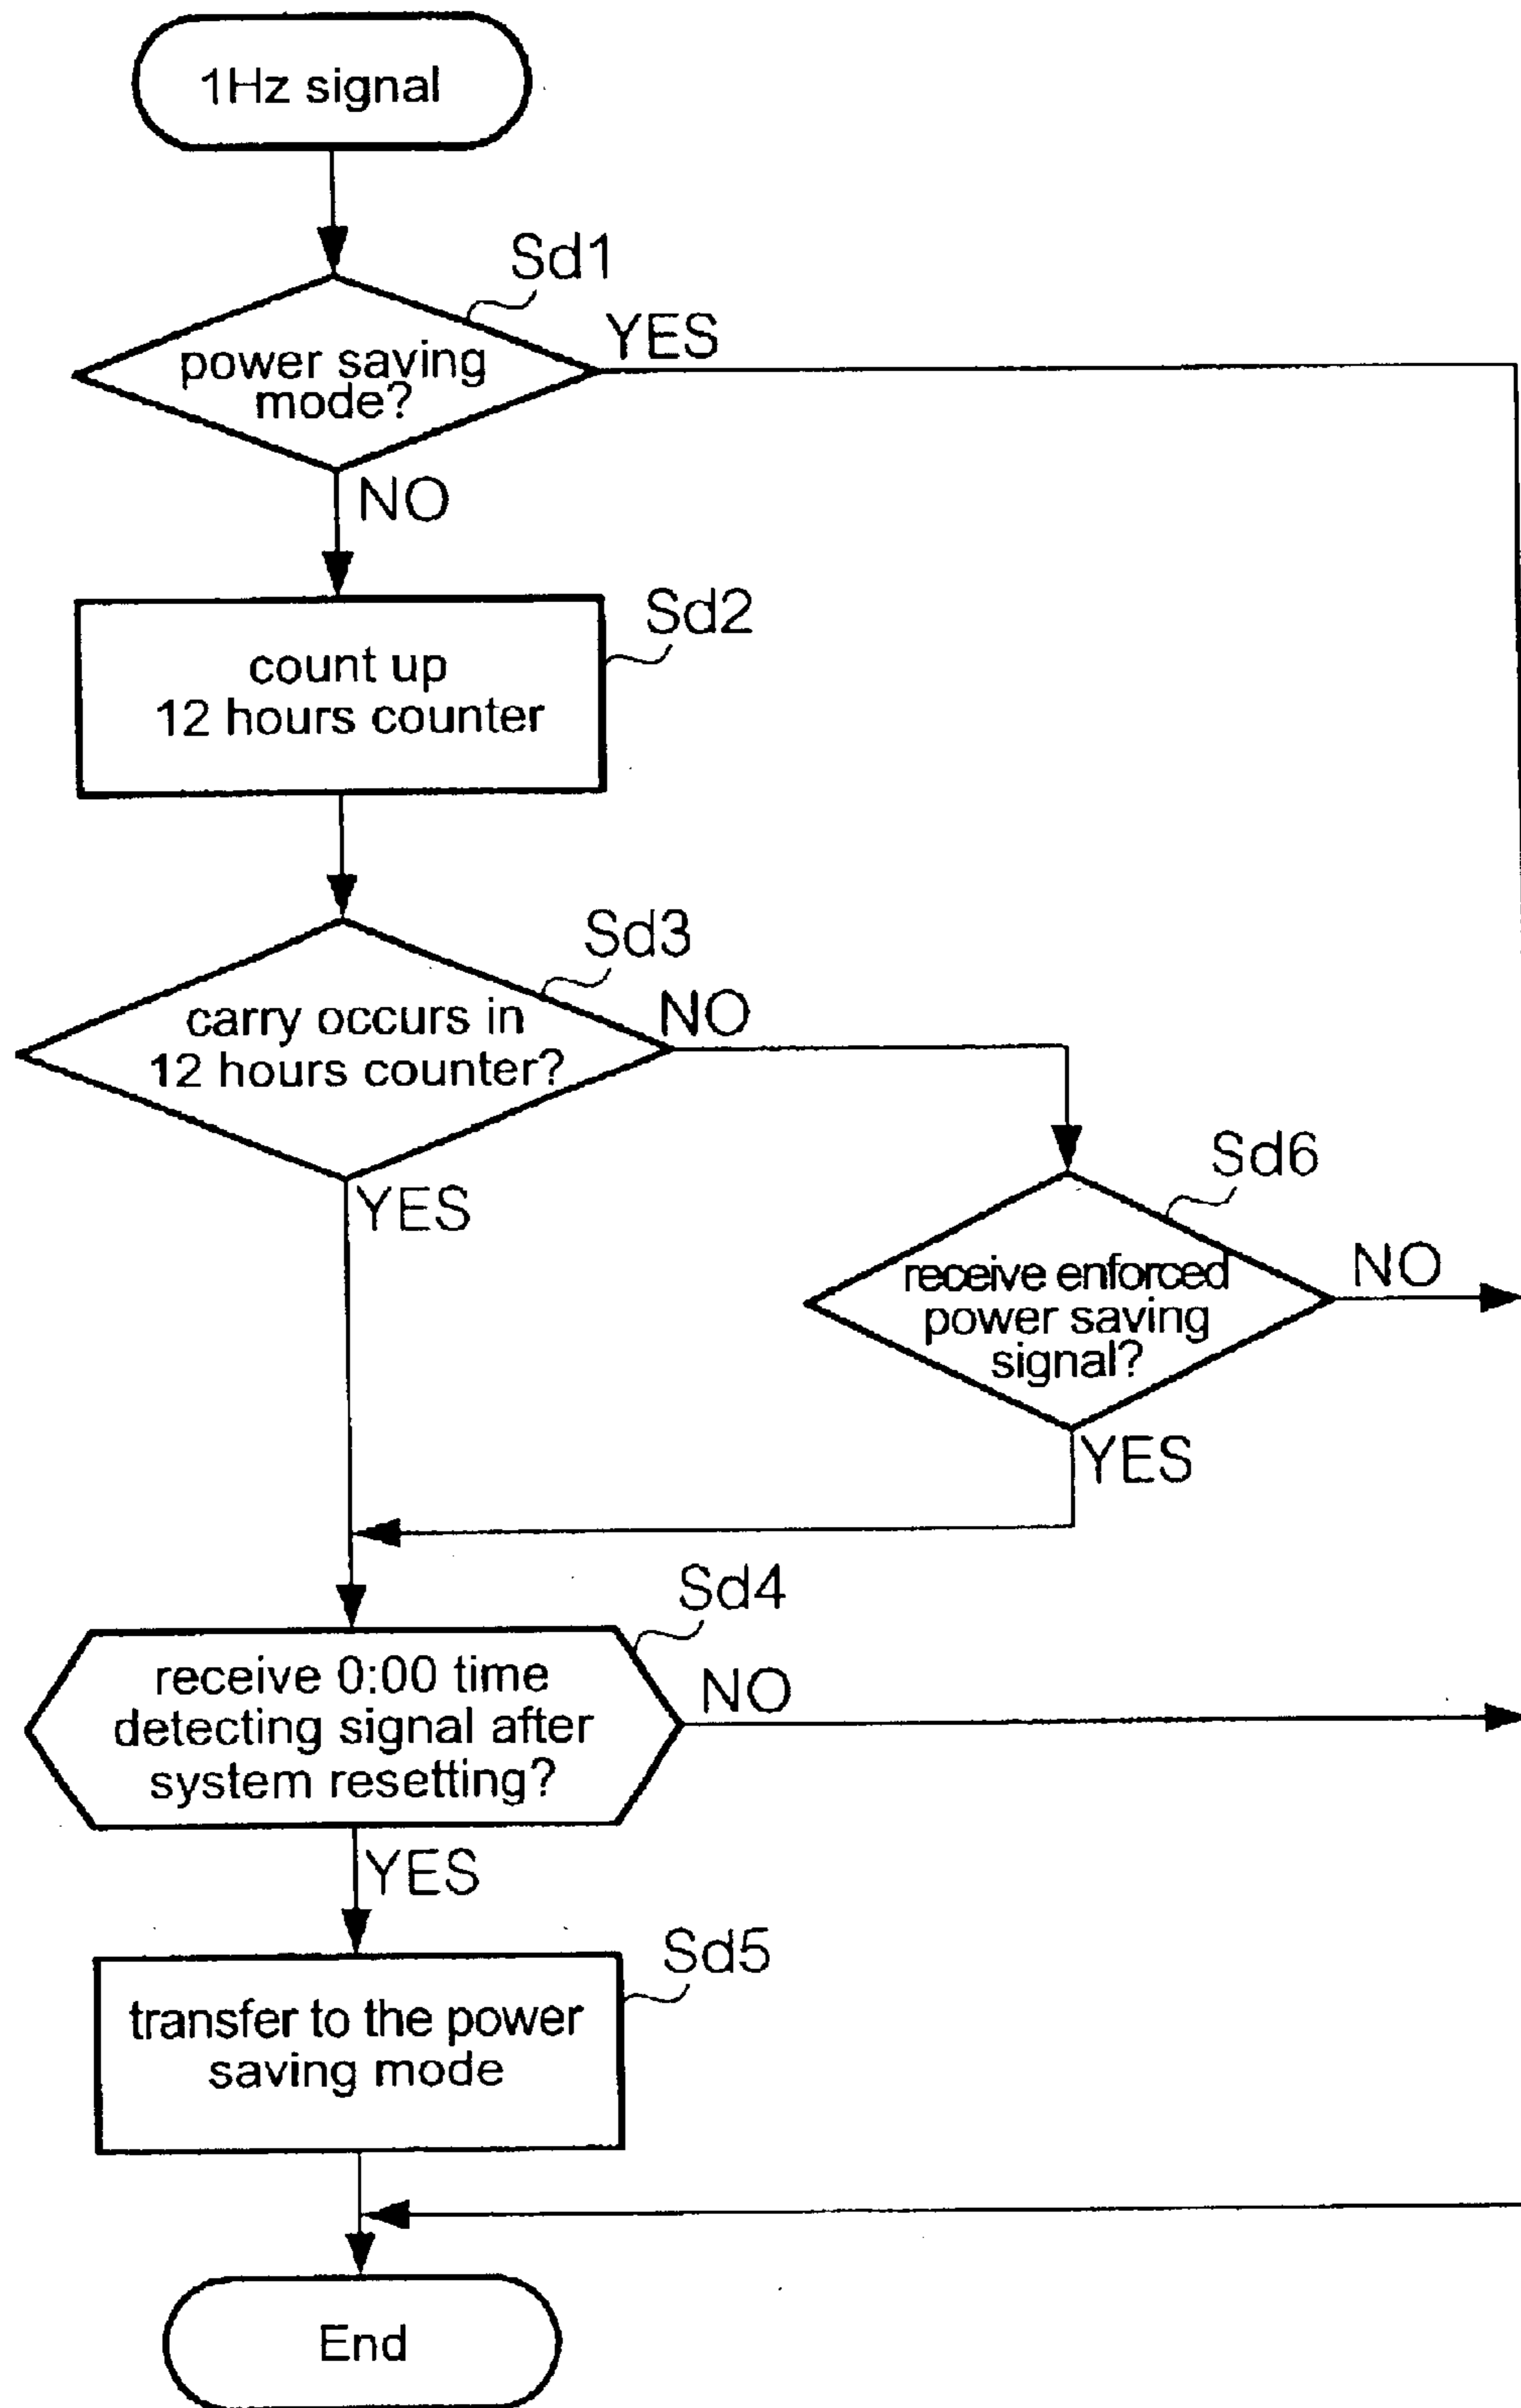 1Hz signal
Sd1
YES
power saving
mode?
NO
Sd2
count up
12 hours counter
Sd3
NO
carry occurs in
12 hours counter?
YES
Sd6
NO
receive enforced
power saving
signal?
YES
Sd4
receive 0:00 time
NO
detecting signal after
system resetting?
YES
Sd5
transfer to the power
saving mode
End